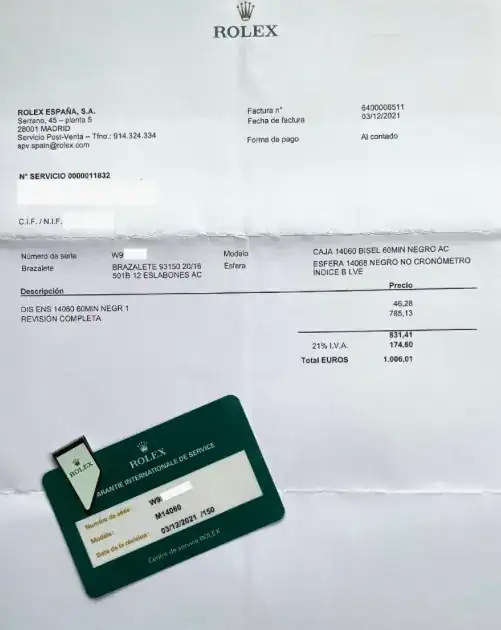 ROLEX
ROLEX ESPAÑA, S.A.
Serrano, 45 – planta 5
28001 MADRID
Servicio Post-Venta – Tfno.: 914.324.334
spv.spain@rolex.com
Factura n° 6400006511
Fecha de factura 03/12/2021
Forma de pago Al contado
N° SERVICIO 0000011832
C.I.F. / N.I.F.
Número de serie W9 Modelo CAJA 14060 BISEL 60MIN NEGRO AC
Brazalete BRAZALETE 93150 20/16 Esfera ESFERA 14068 NEGRO NO CRONÓMETRO
501B 12 ESLABONES AC INDICE B LVE
Descripción Precio
DIS ENS 14060 60MIN NEGR 1 46,28
REVISIÓN COMPLETA 785,13
831,41
21% I.V.A. 174,60
Total EUROS 1.006,01
ROLEX
ROLEX
GARANTIE INTERNATIONALE DE SERVICE
Numéro de série: W9
Modèle: M14060
Date de la révision: 03/12/2021 /150
Centre de service ROLEX